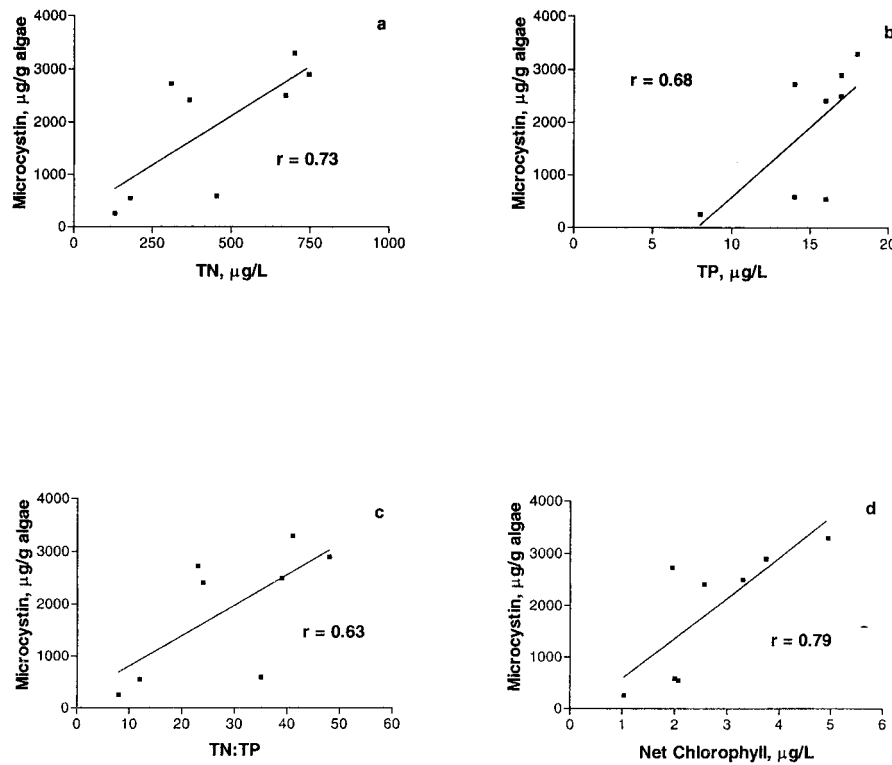 a
4000
3000
2000
1000
0
Microcystin, μg/g algae
r = 0.73
0 250 500 750 1000
TN, μg/L
b
4000
3000
2000
1000
0
Microcystin, μg/g algae
r = 0.68
0 5 10 15 20
TP, μg/L
c
4000
3000
2000
1000
0
Microcystin, μg/g algae
r = 0.63
0 10 20 30 40 50 60
TN:TP
d
4000
3000
2000
1000
0
Microcystin, μg/g algae
r = 0.79
0 1 2 3 4 5 6
Net Chlorophyll, μg/L